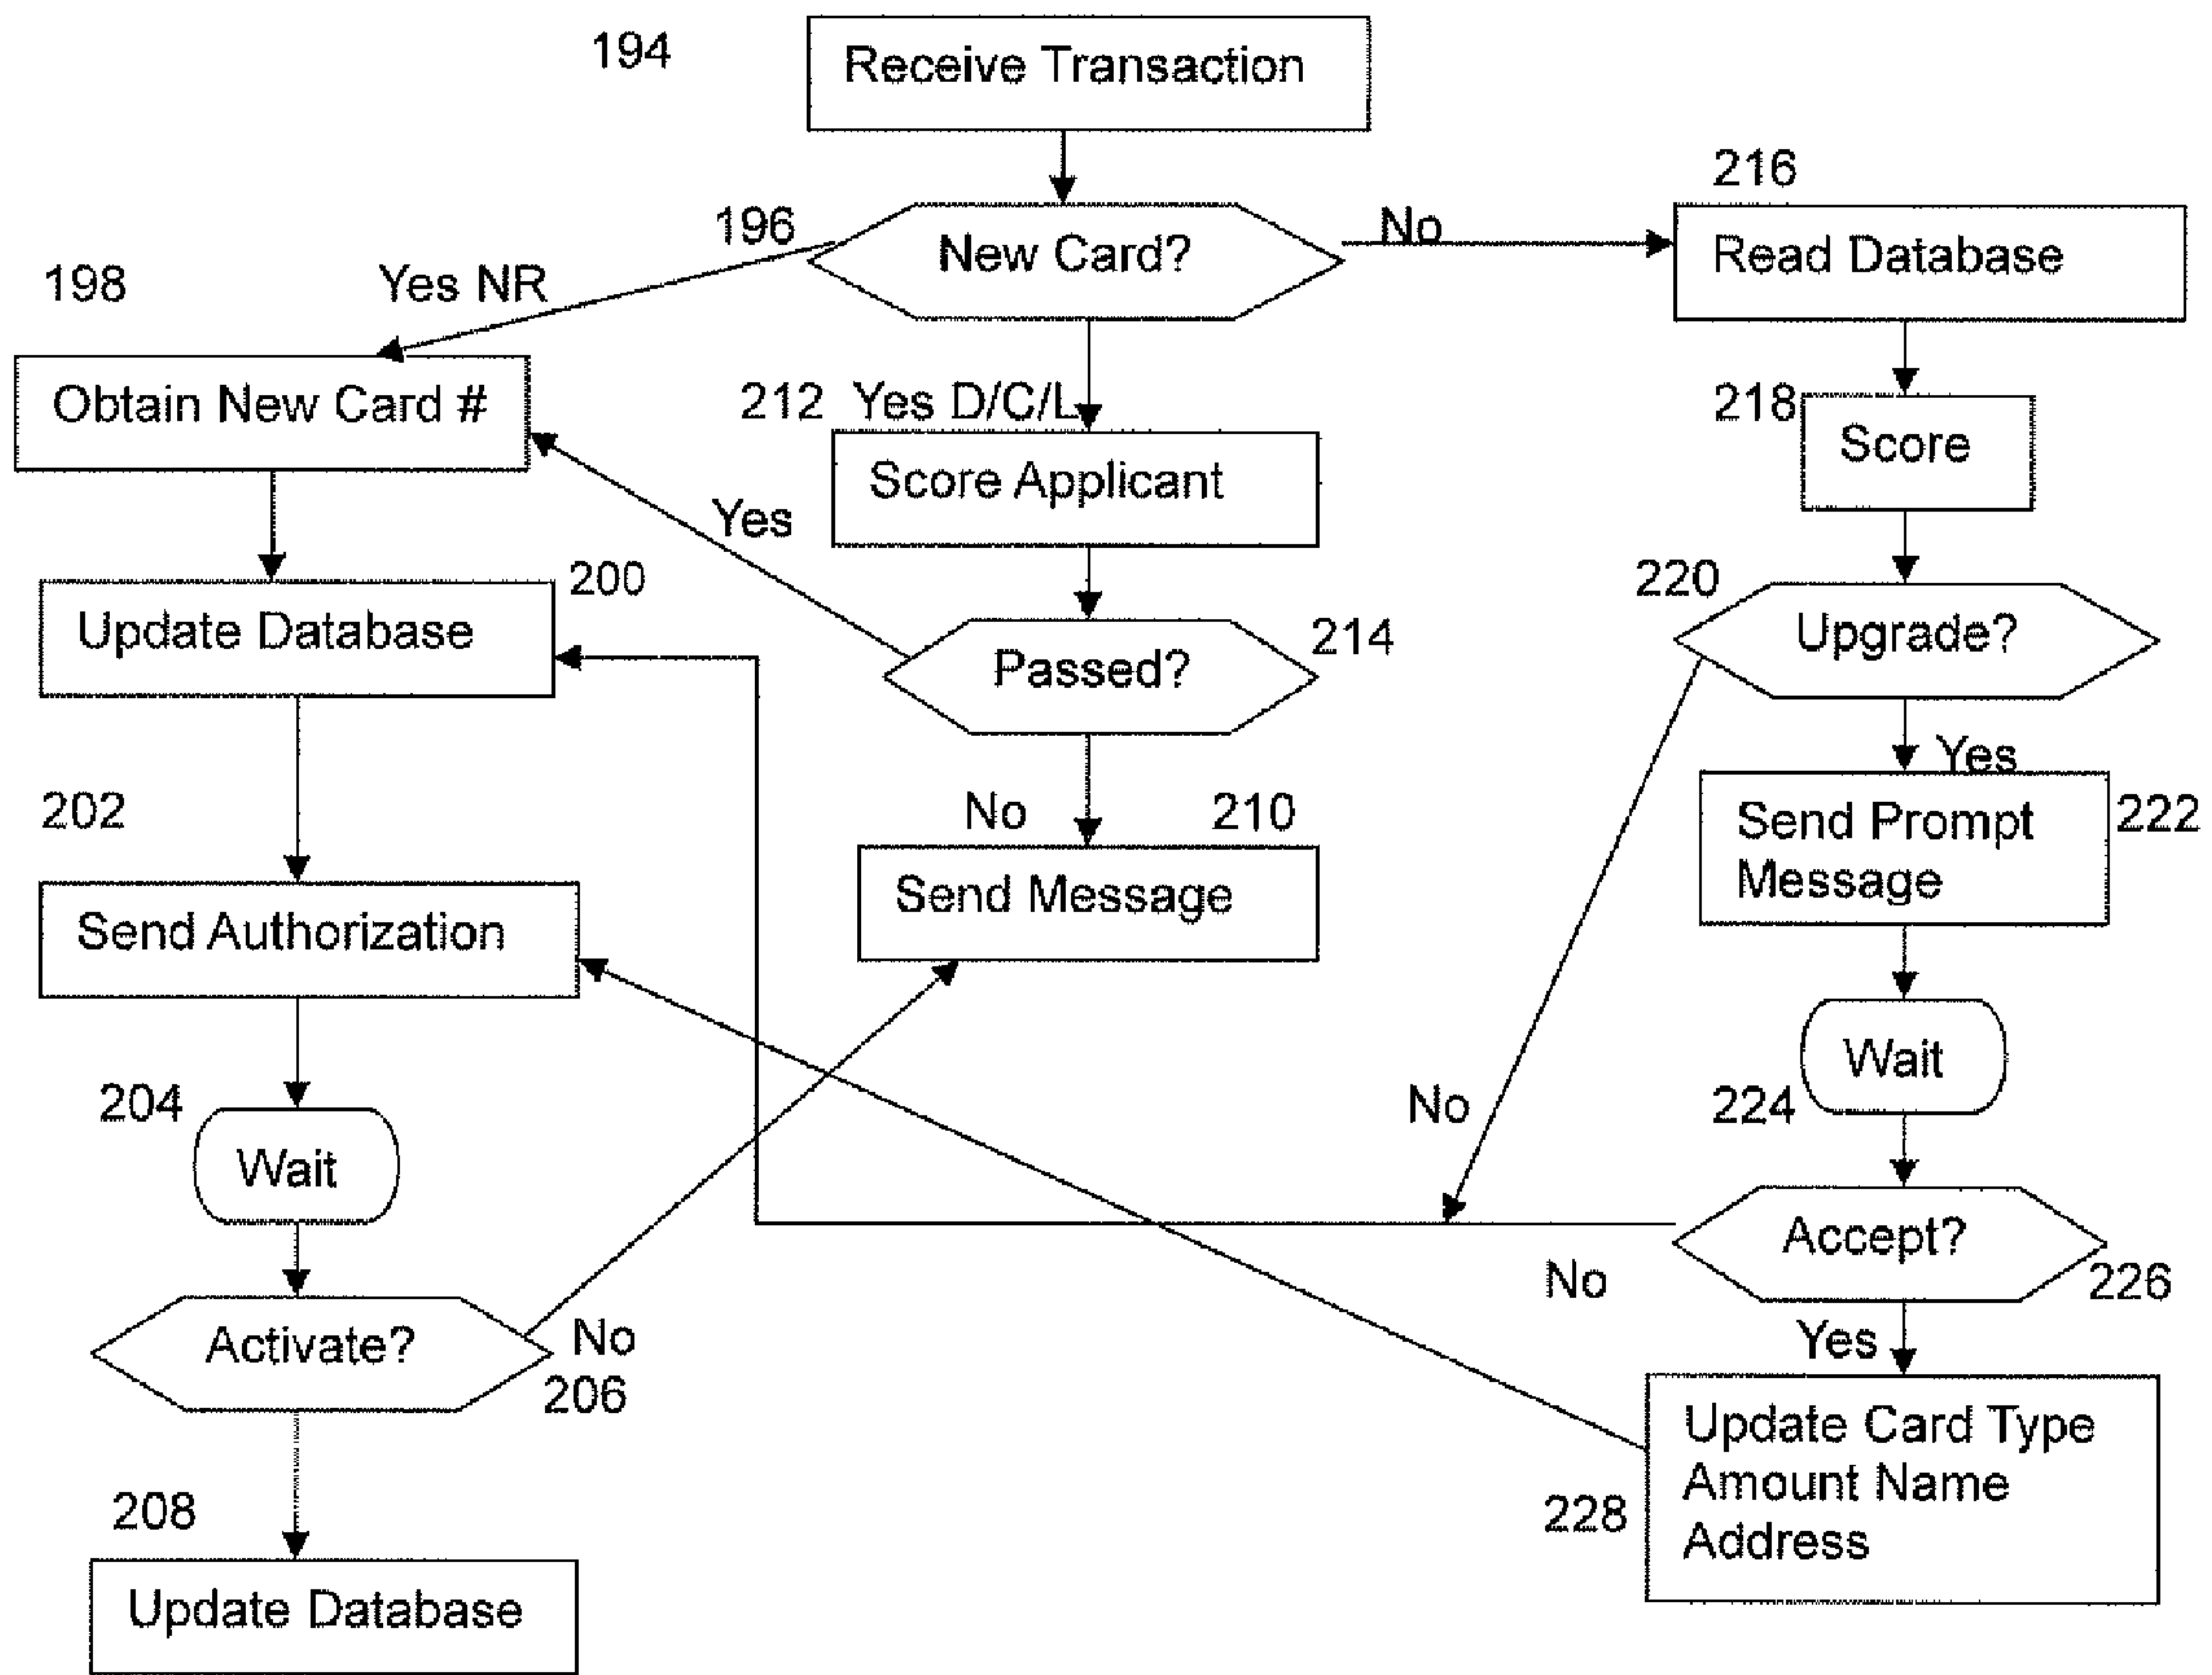 194
Receive Transaction
216
196
New Card?
No
Read Database
198
Yes NR
Obtain New Card #
212
Yes D/C/L
218
Score
Score Applicant
Yes
200
220
Update Database
Upgrade?
214
Passed?
Yes
202
No
210
Send Prompt
Message
222
Send Message
Send Authorization
Wait
204
No
224
Wait
Accept?
No
226
Activate?
No
206
Yes
Update Card Type
Amount Name
Address
208
228
Update Database